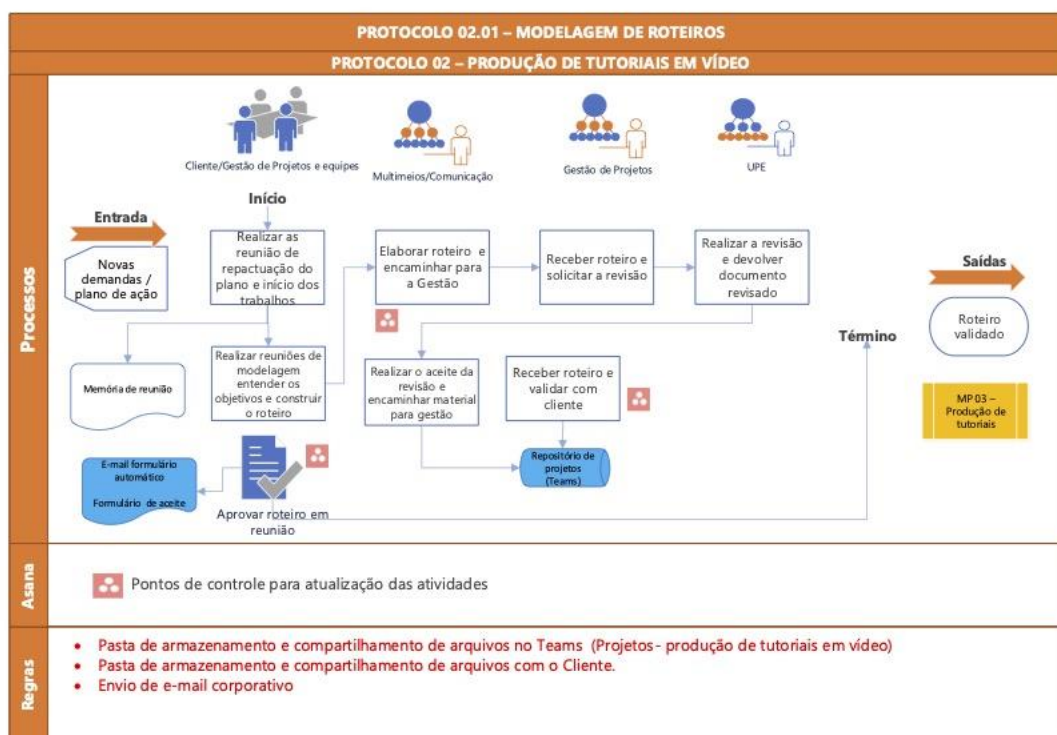 PROTOCOLO 02.01 – MODELAGEM DE ROTEIROS
PROTOCOLO 02 – PRODUÇÃO DE TUTORIAIS EM VÍDEO
Processos
Cliente/Gestão de Projetos e equipes
Multimeios/Comunicação
Gestão de Projetos
UPE
Início
Entrada
Novas
demandas /
plano de ação
Realizar as
reunião de
repactuação do
plano e início dos
trabalhos
Elaborar roteiro e
encaminhar para
a Gestão
Receber roteiro e
solicitar a revisão
Realizar a revisão
e devolver
documento
revisado
Saídas
Roteiro
validado
Término
Memória de reunião
Realizar reuniões de
modelagem
entender os
objetivos e construir
o roteiro
Realizar o aceite da
revisão e
encaminhar material
para gestão
Receber roteiro e
validar com
cliente
MP 03 –
Produção de
tutoriais
E-mail formulário
automático
Formulário de aceite
Aprovar roteiro em
reunião
Repositório de
projetos
(Teams)
Asana
Pontos de controle para atualização das atividades
Regras
• Pasta de armazenamento e compartilhamento de arquivos no Teams (Projetos- produção de tutoriais em vídeo)
• Pasta de armazenamento e compartilhamento de arquivos com o Cliente.
• Envio de e-mail corporativo